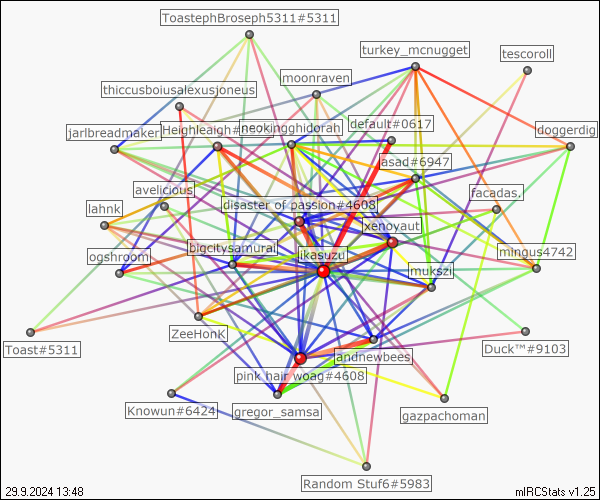 ToastephBroseph5311#5311
turkey_mcnugget
tescoroll
moonraven
thiccusboiusalexusjoneus
default#0617
jarlbreadmaker
Heighleigh#
neokingghidorah
doggerdig
asad#6947
avelicious
facadas.
lahnk
disaster of passion#4608
xenoyaut
bigcitysamurai
ogshroom
ikasuzu
mukszi
mingus4742
ZeeHonK
Toast#5311
andnewbees
Duck™#9103
pink hair woag#4608
Knowun#6424
gregor_samsa
gazpachoman
Random Stuf6#5983
29.9.2024 13:48
mIRCStats v1.25